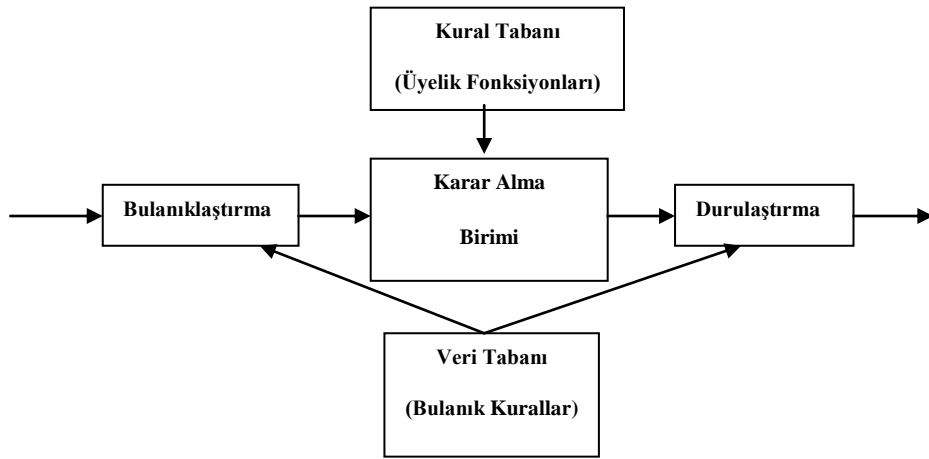 Kural Tabanı
(Üyelik Fonksiyonları)
Bulanıklaştırma
Karar Alma
Birimi
Durulaştırma
Veri Tabanı
(Bulanık Kurallar)